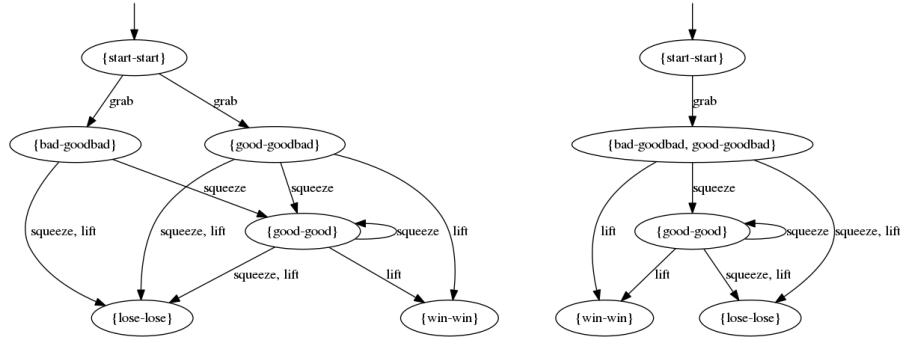 {start-start}
grab
grab
{bad-goodbad}
{good-goodbad}
squeeze
squeeze
squeeze, lift
squeeze, lift
{good-good}
squeeze
lift
squeeze, lift
lift
{lose-lose}
{win-win}
{start-start}
grab
{bad-goodbad, good-goodbad}
squeeze
lift
{good-good}
squeeze
squeeze, lift
lift
squeeze, lift
{win-win}
{lose-lose}